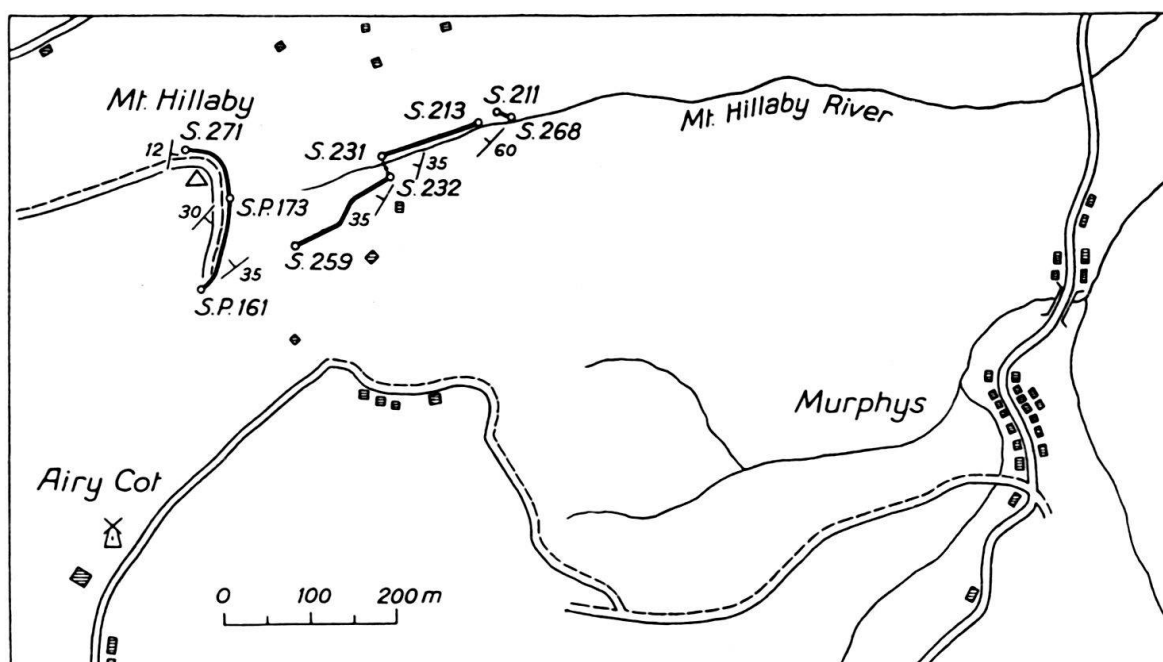 Mt. Hillaby
S.271
12
S.P.173
30
35
S.P.161
S.213
S.211
S.268
60
S.231
35
S.232
35
S.259
Mt. Hillaby River
Murphys
Airy Cot
0 100 200 m